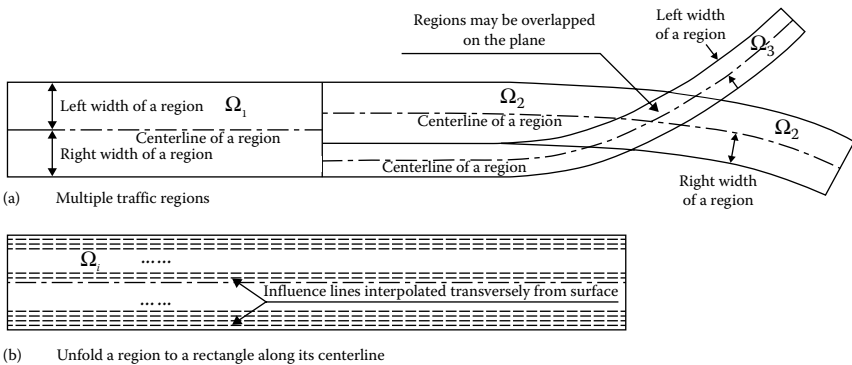 Regions may be overlapped
on the plane
Left width of
a region
Ω3
Left width of a region
Ω1
Ω2
Centerline of a region
Centerline of a region
Ω2
Right width of a region
Centerline of a region
Right width
of a region
(a) Multiple traffic regions
Ωi
......
Influence lines interpolated transversely from surface
......
(b) Unfold a region to a rectangle along its centerline